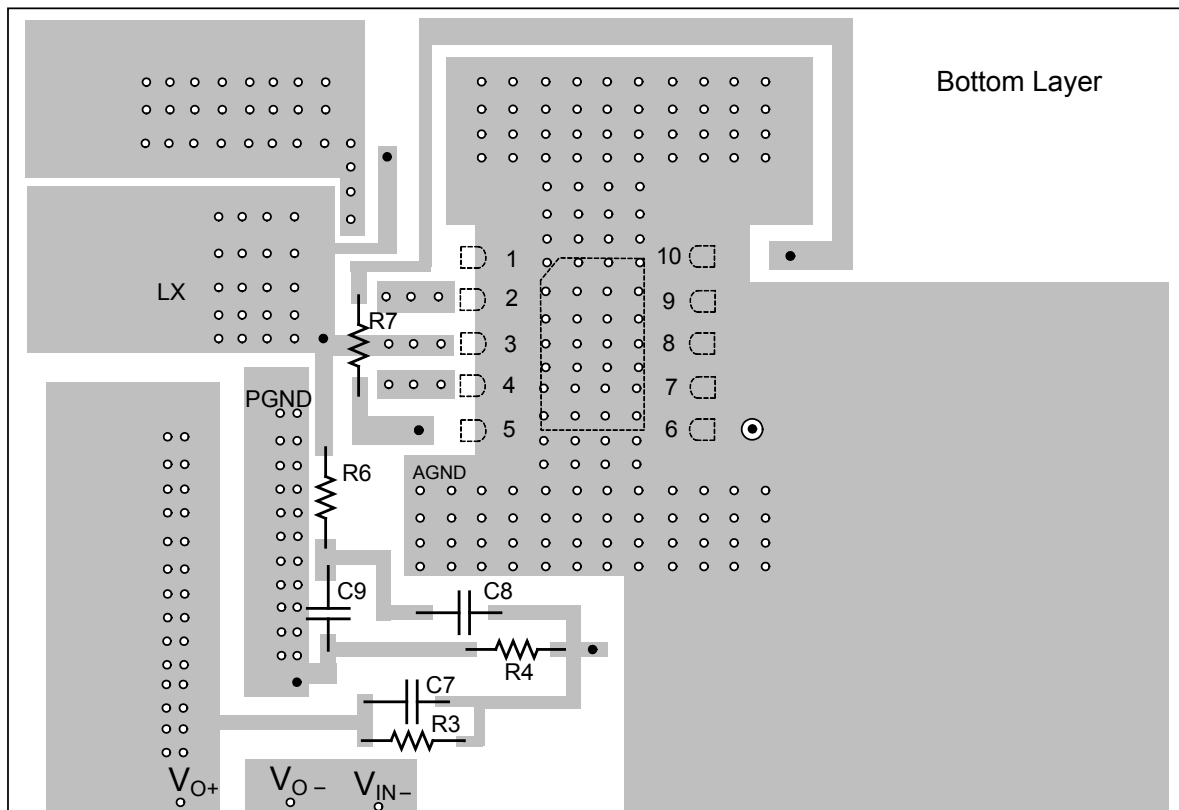 Bottom Layer
1
10
2
9
LX
R7
3
8
4
7
PGND
5
6
R6
AGND
C9
C8
R4
C7
R3
VO+
VO –
VIN –